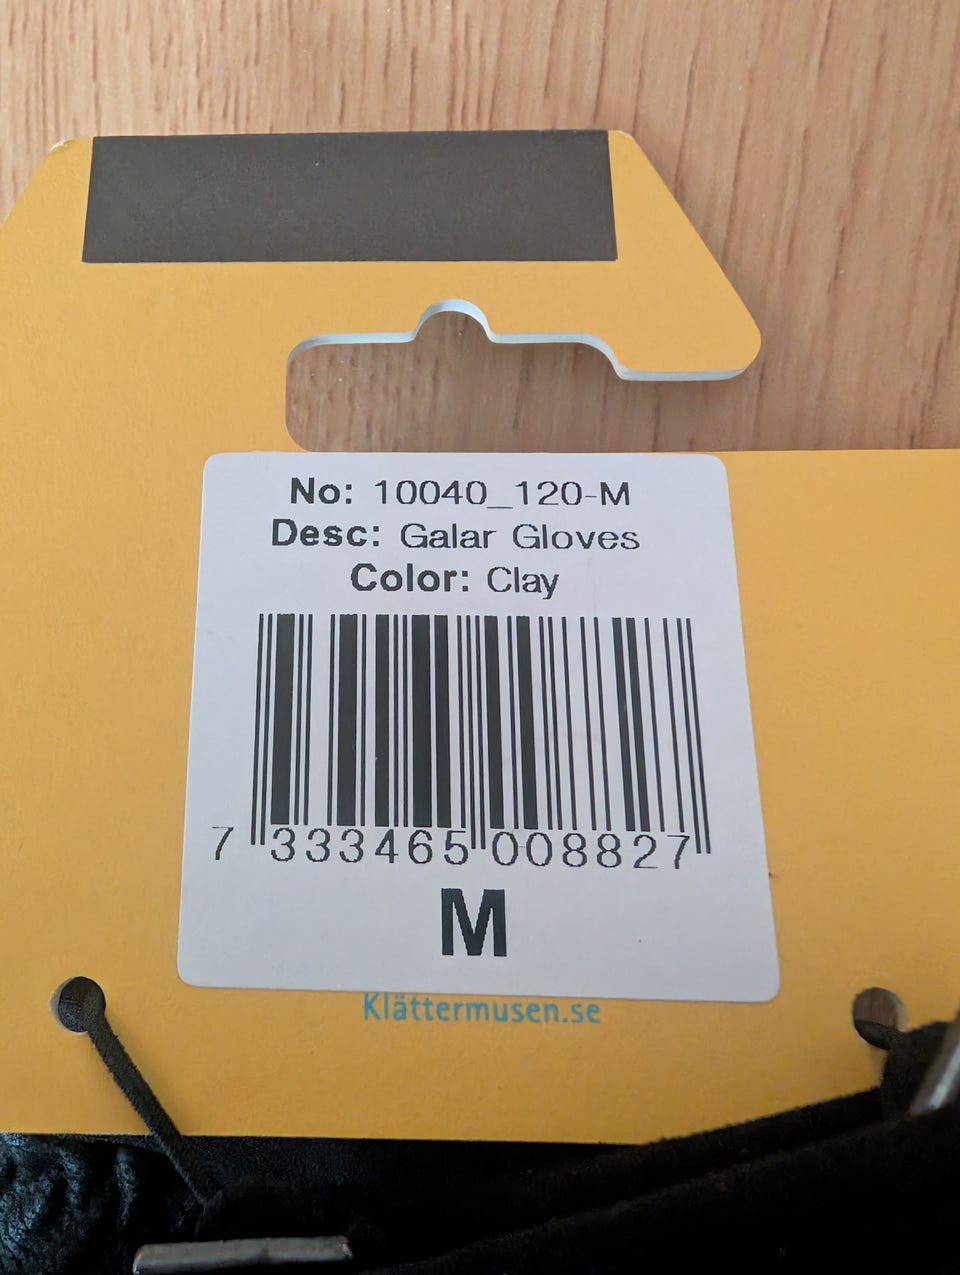 No: 10040_120-M
Desc: Galar Gloves
Color: Clay
7 333465 008827
M
Klättermusen.se